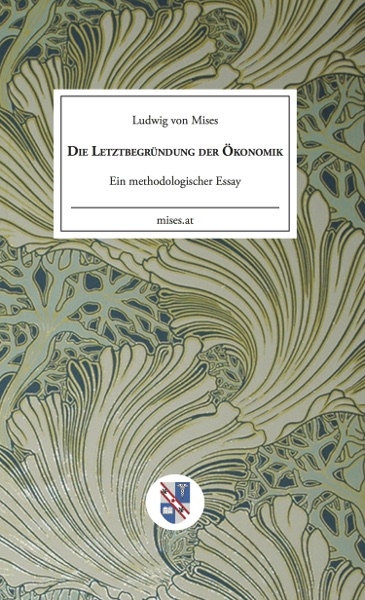 Ludwig von Mises
Die Letztbegründung der Ökonomik
Ein methodologischer Essay
mises.at